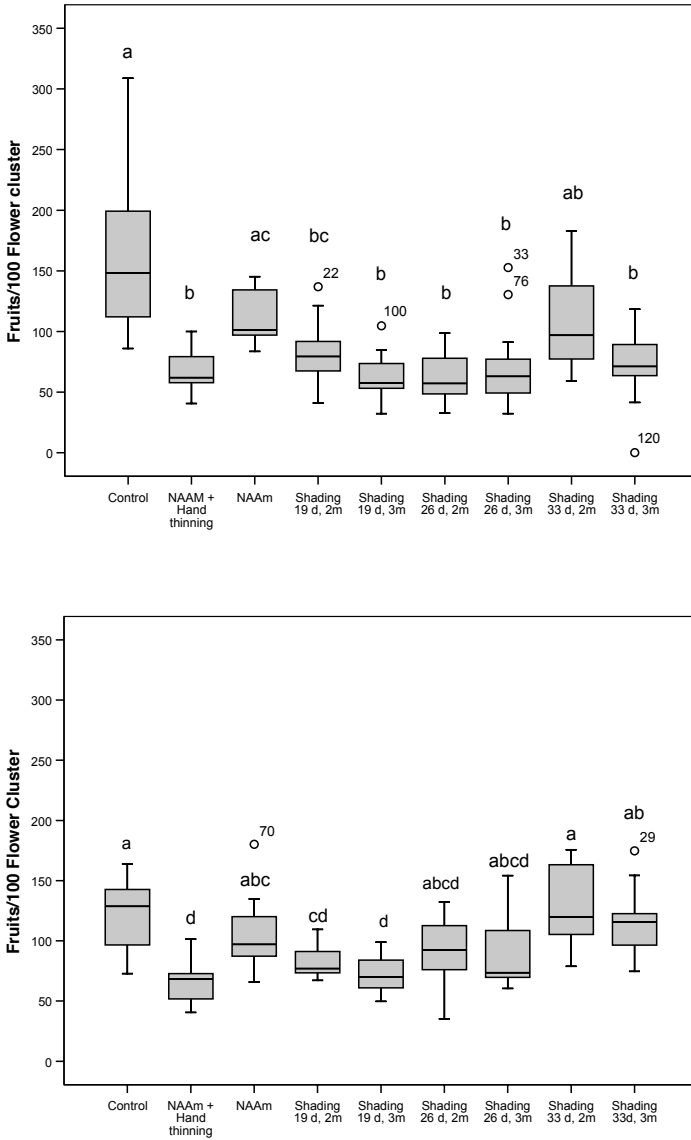 Fruits/100 Flower cluster
350
300
250
200
150
100
50
0
a
b
ac
bc
22
b
100
b
b
33
76
ab
b
120
Control
NAAM +
Hand
thinning
NAAm
Shading
19 d, 2m
Shading
19 d, 3m
Shading
26 d, 2m
Shading
26 d, 3m
Shading
33 d, 2m
Shading
33 d, 3m
Fruits/100 Flower Cluster
350
300
250
200
150
100
50
0
a
d
70
abc
cd
d
abcd
abcd
a
ab
29
Control
NAAm +
Hand
thinning
NAAm
Shading
19 d, 2m
Shading
19 d, 3m
Shading
26 d, 2m
Shading
26 d, 3m
Shading
33 d, 2m
Shading
33d, 3m